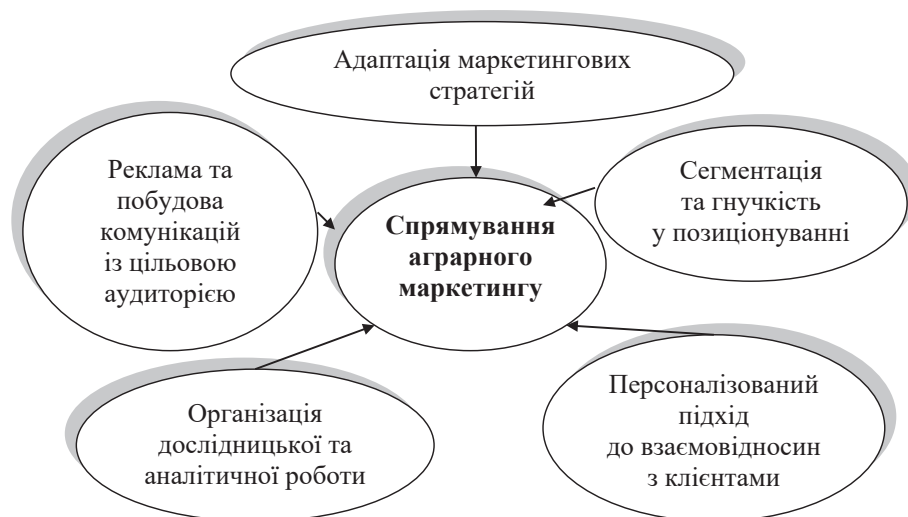 Адаптація маркетингових
стратегій
Реклама та
побудова
комунікацій
із цільовою
аудиторією
Сегментація
та гнучкість
у позиціонуванні
Спрямування
аграрного
маркетингу
Організація
дослідницької та
аналітичної роботи
Персоналізований
підхід
до взаємовідносин
з клієнтами